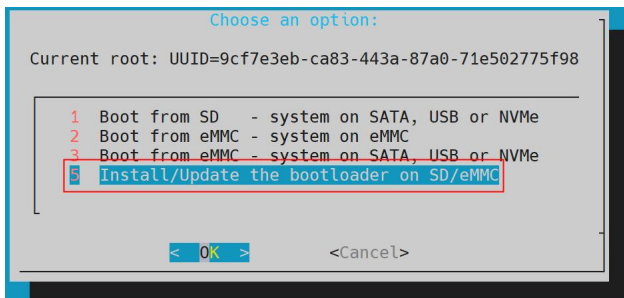 Choose an option:
Current root: UUID=9cf7e3eb-ca83-443a-87a0-71e502775f98
1 Boot from SD - system on SATA, USB or NVMe
2 Boot from eMMC - system on eMMC
3 Boot from eMMC - system on SATA, USB or NVMe
5 Install/Update the bootloader on SD/eMMC
< OK > <Cancel>